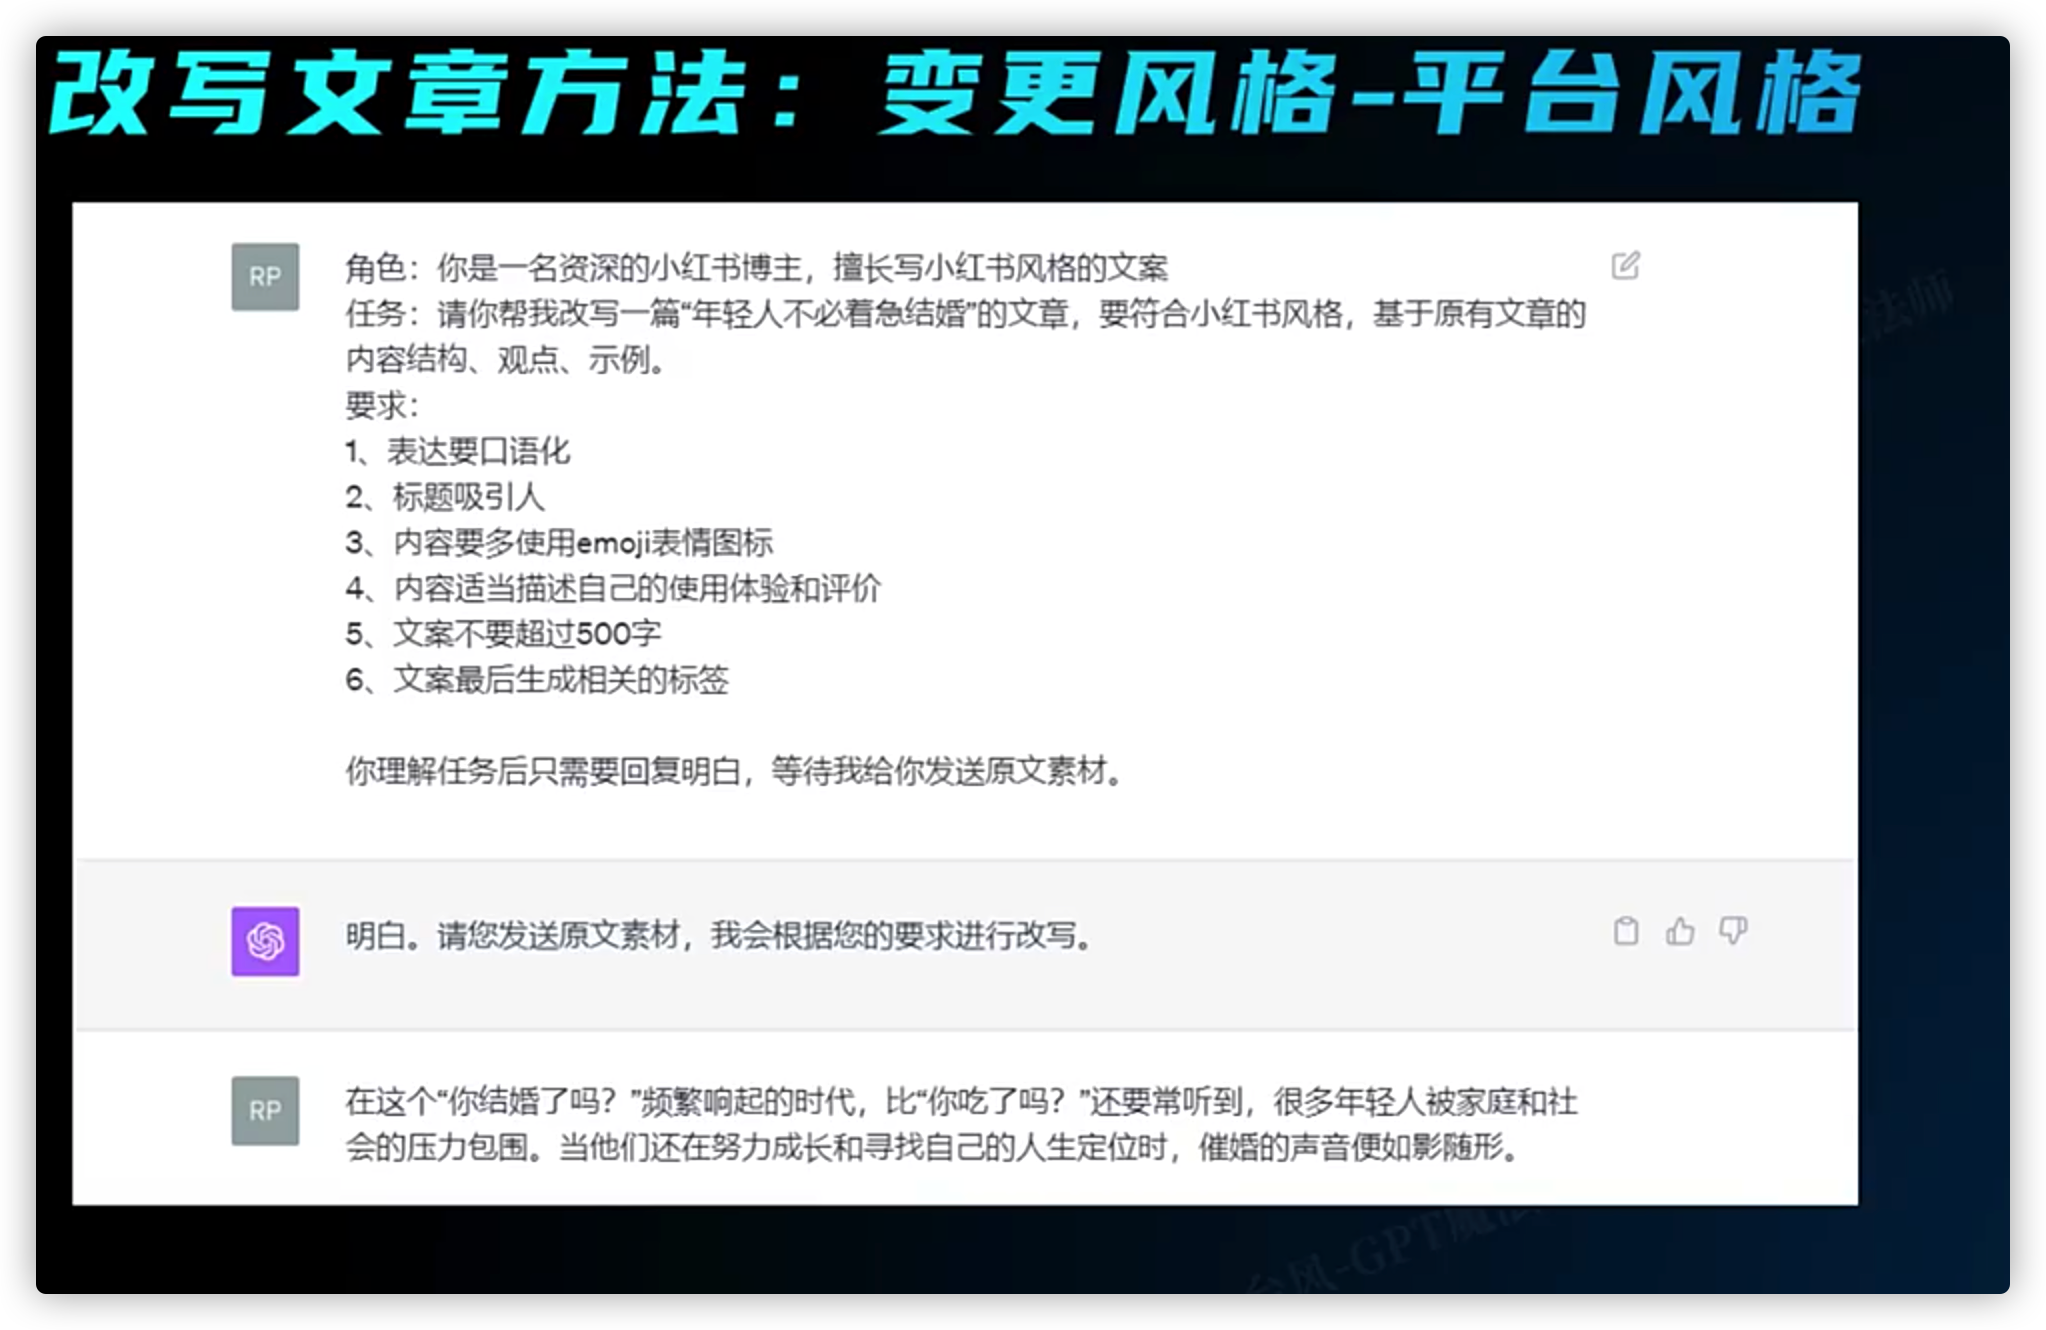 改写文章方法：变更风格-平台风格
RP
角色：你是一名资深的小红书博主，擅长写小红书风格的文案
任务：请你帮我改写一篇“年轻人不必着急结婚”的文章，要符合小红书风格，基于原有文章的
内容结构、观点、示例。
要求：
1、表达要口语化
2、标题吸引人
3、内容要多使用emoji表情图标
4、内容适当描述自己的使用体验和评价
5、文案不要超过500字
6、文案最后生成相关的标签
你理解任务后只需要回复明白，等待我给你发送原文素材。
明白。请您发送原文素材，我会根据您的要求进行改写。
RP
在这个“你结婚了吗？”频繁响起的时代，比“你吃了吗？”还要常听到，很多年轻人被家庭和社
会的压力包围。当他们还在努力成长和寻找自己的人生定位时，催婚的声音便如影随形。
法师
台风-GPT魔法